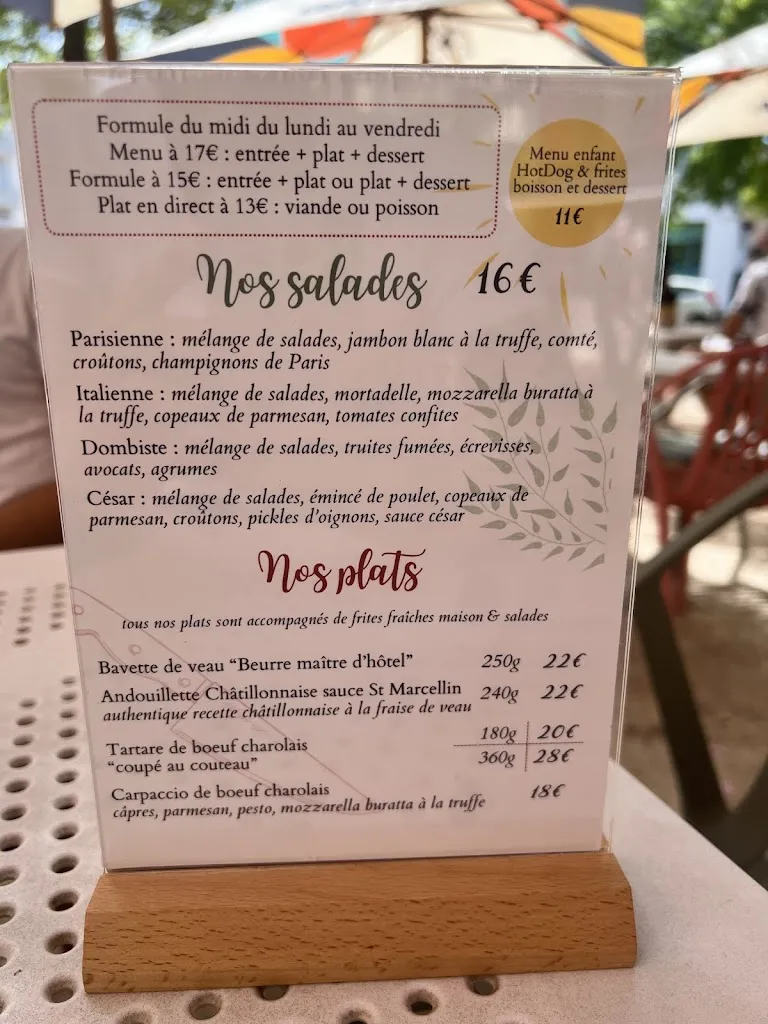 Formule du midi du lundi au vendredi
Menu à 17€ : entrée + plat + dessert
Formule à 15€ : entrée + plat ou plat + dessert
Plat en direct à 13€ : viande ou poisson
Menu enfant
HotDog & frites
boisson et dessert
11€
Nos salades 16€
Parisienne : mélange de salades, jambon blanc à la truffe, comté,
croûtons, champignons de Paris
Italienne : mélange de salades, mortadelle, mozzarella buratta à
la truffe, copeaux de parmesan, tomates confites
Dombiste : mélange de salades, truites fumées, écrevisses,
avocats, agrumes
César : mélange de salades, émincé de poulet, copeaux de
parmesan, croûtons, pickles d'oignons, sauce césar
Nos plats
tous nos plats sont accompagnés de frites fraîches maison & salades
Bavette de veau "Beurre maître d'hôtel" 250g 22€
Andouillette Châtillonnaise sauce St Marcellin 240g 22€
authentique recette châtillonnaise à la fraise de veau
Tartare de boeuf charolais 180g 20€
"coupé au couteau" 360g 28€
Carpaccio de boeuf charolais 18€
câpres, parmesan, pesto, mozzarella buratta à la truffe